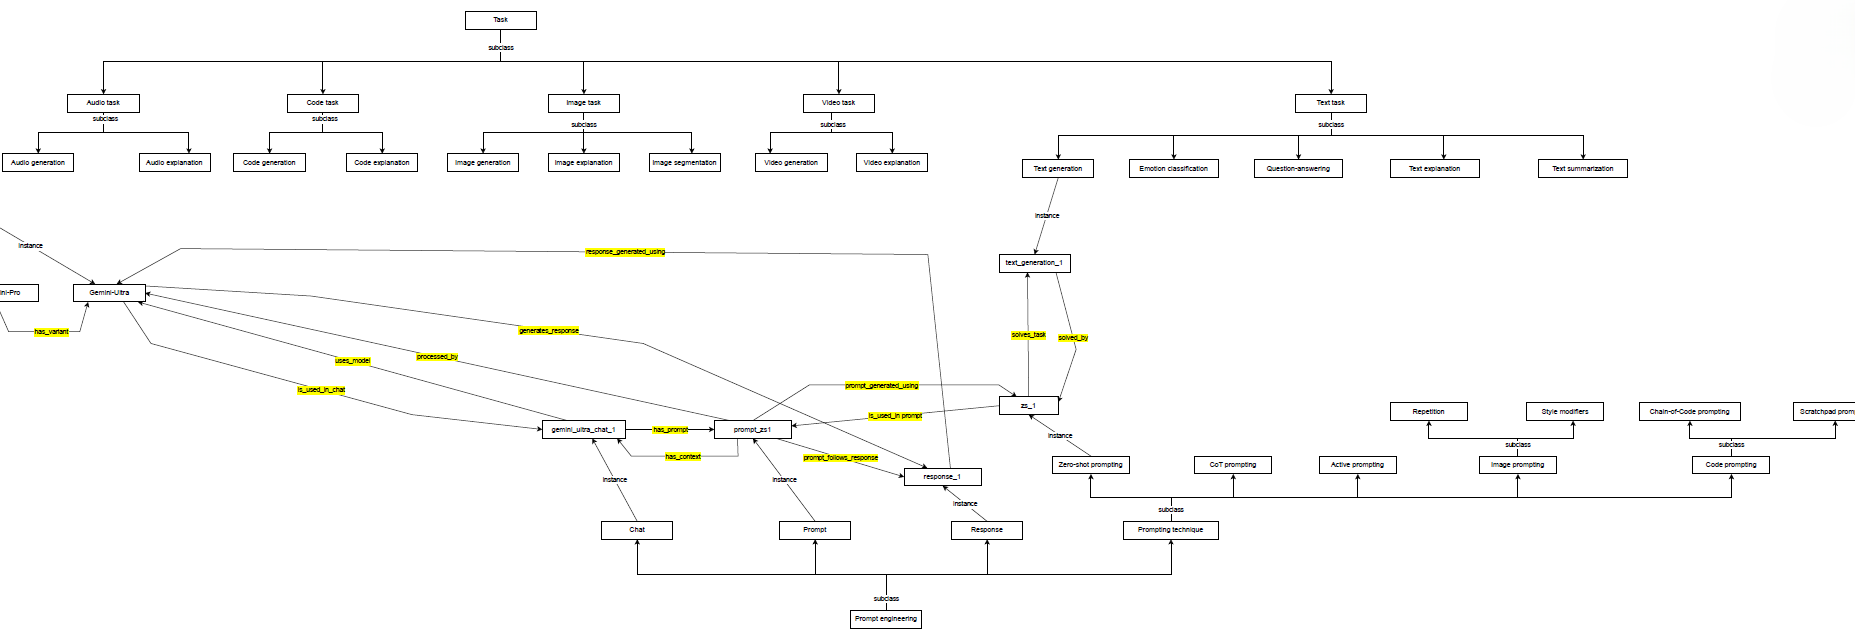 Task
subclass
Audio task
Code task
Image task
Video task
Text task
subclass
subclass
subclass
subclass
subclass
Audio generation
Audio explanation
Code generation
Code explanation
Image generation
Image explanation
Image segmentation
Video generation
Video explanation
Text generation
Emotion classification
Question-answering
Text explanation
Text summarization
instance
instance
response_generated_using
text_generation_1
ini-Pro
Gemini-Ultra
has_variant
generates_response
solves_task
solved_by
uses_model
processed_by
is_used_in_chat
prompt_generated_using
zs_1
is_used_in prompt
Repetition
Style modifiers
Chain-of-Code prompting
Scratchpad promp
gemini_ultra_chat_1
has_prompt
prompt_zs1
instance
subclass
subclass
has_context
prompt_follows_response
Zero-shot prompting
CoT prompting
Active prompting
Image prompting
Code prompting
instance
instance
response_1
instance
subclass
Chat
Prompt
Response
Prompting technique
subclass
Prompt engineering